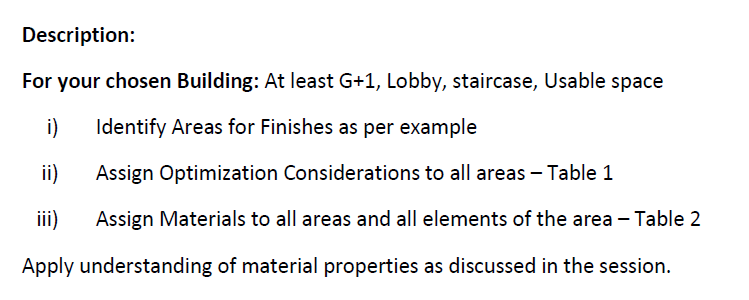 Description:
For your chosen Building: At least G+1, Lobby, staircase, Usable space
i) Identify Areas for Finishes as per example
ii) Assign Optimization Considerations to all areas – Table 1
iii) Assign Materials to all areas and all elements of the area – Table 2
Apply understanding of material properties as discussed in the session.